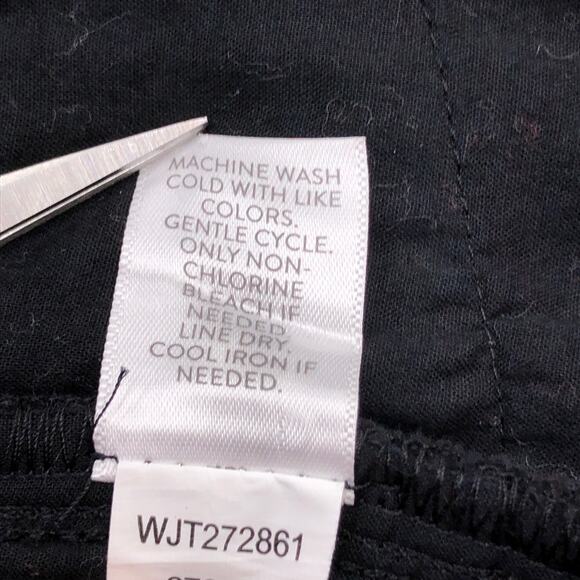 MACHINE WASH
COLD WITH LIKE
COLORS.
GENTLE CYCLE.
ONLY NON-
CHLORINE
BLEACH IF
NEEDED
LINE DRY.
COOL IRON IF
NEEDED.
WJT272861